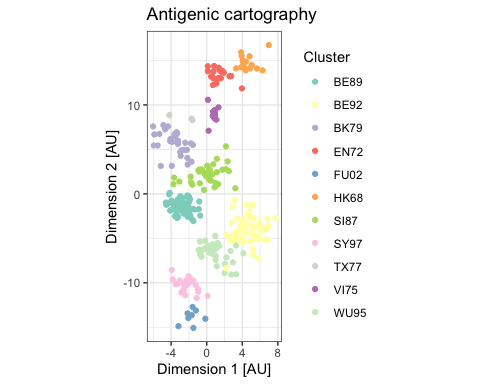 Antigenic cartography
Dimension 2 [AU]
10
0
-10
-4
0
4
8
Dimension 1 [AU]
Cluster
BE89
BE92
BK79
EN72
FU02
HK68
SI87
SY97
TX77
VI75
WU95